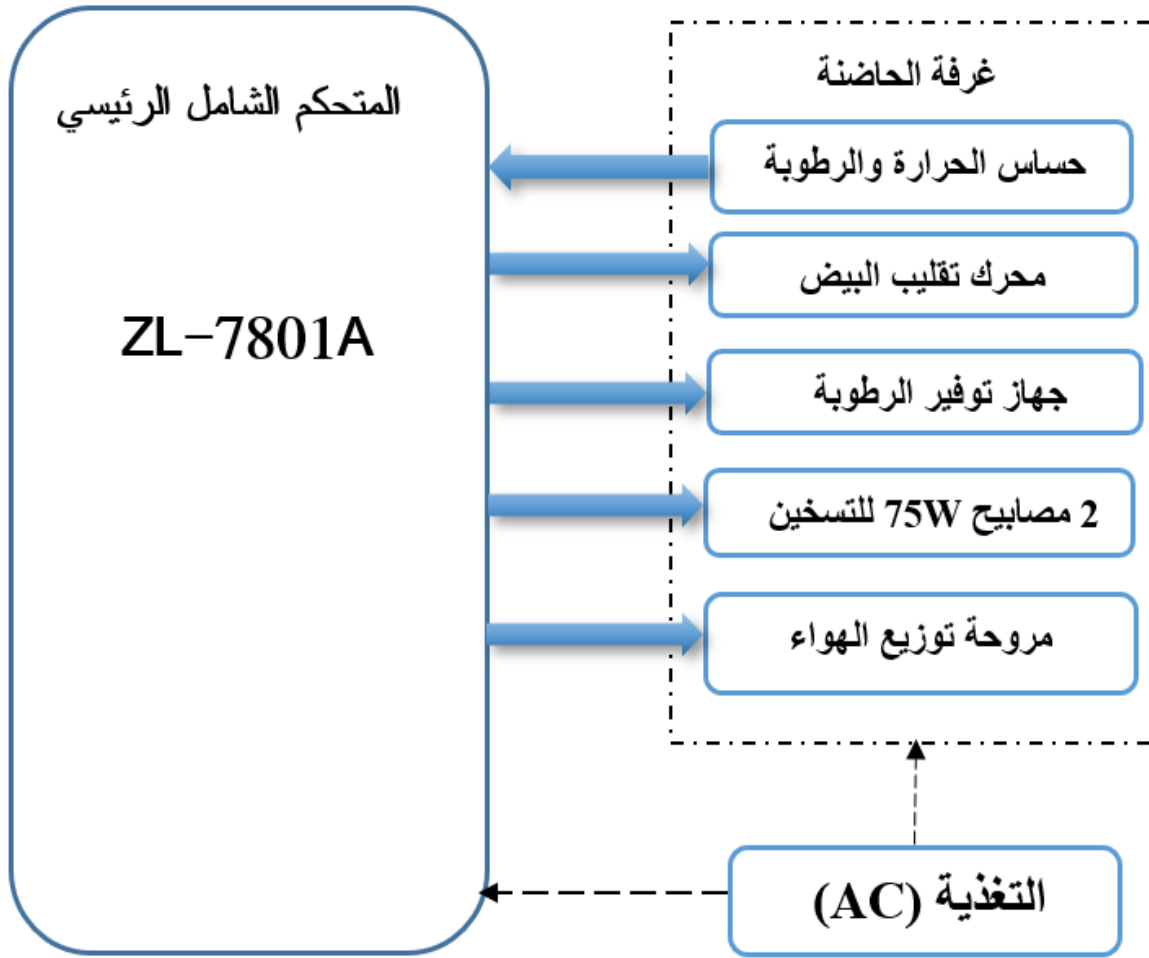 المتحكم الشامل الرئيسي
ZL-7801A
غرفة الحاضنة
حساس الحرارة والرطوبة
محرك تقليب البيض
جهاز توفير الرطوبة
2 مصابيح 75W للتسخين
مروحة توزيع الهواء
التغذية (AC)